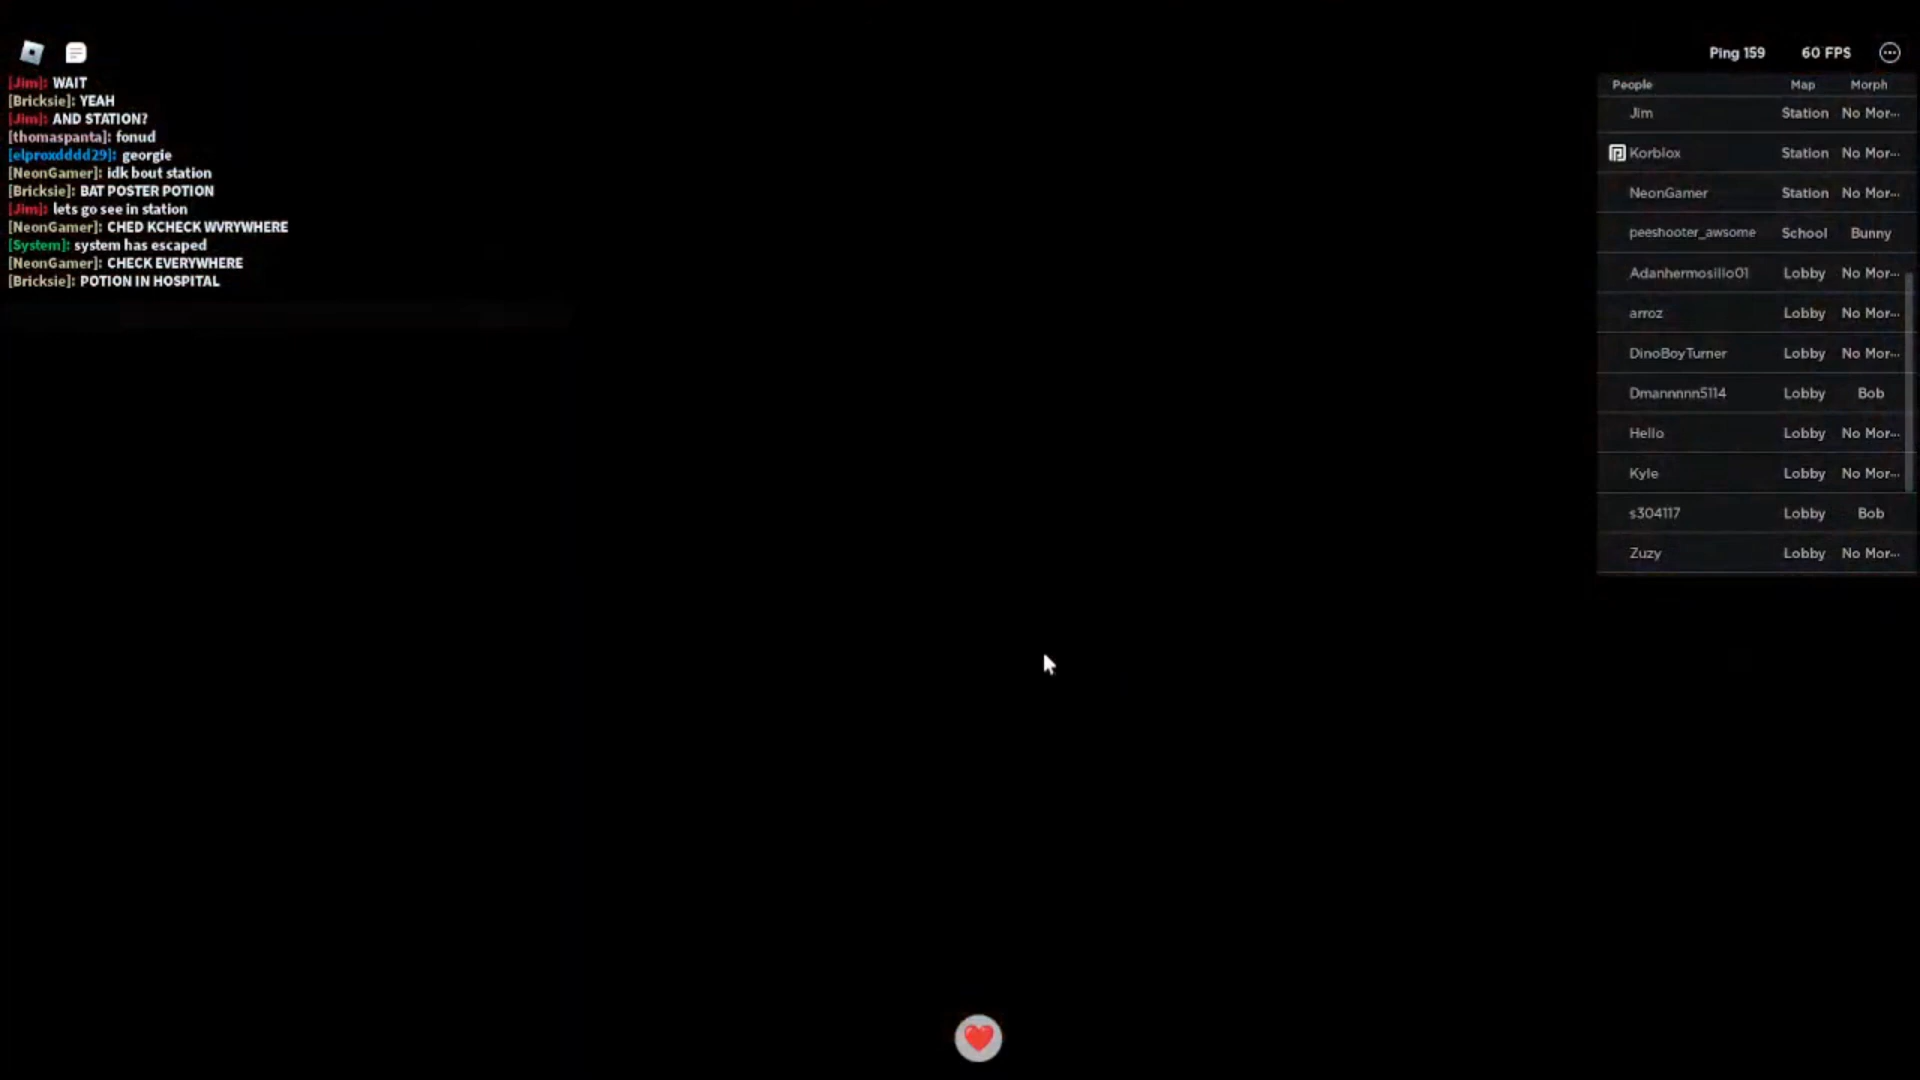 Ping 159 60 FPS
[Jim]: WAIT
[Bricksie]: YEAH
[Jim]: AND STATION?
[thomaspanta]: fonud
[elproxdddd29]: georgie
[NeonGamer]: idk bout station
[Bricksie]: BAT POSTER POTION
[Jim]: lets go see in station
[NeonGamer]: CHED KCHECK WVRYWHERE
[System]: system has escaped
[NeonGamer]: CHECK EVERYWHERE
[Bricksie]: POTION IN HOSPITAL
People Map Morph
Jim Station No Mor...
Korblox Station No Mor...
NeonGamer Station No Mor...
peeshooter_awsome School Bunny
Adanhermosillo01 Lobby No Mor...
arroz Lobby No Mor...
DinoBoyTurner Lobby No Mor...
Dmannnnn5114 Lobby Bob
Hello Lobby No Mor...
Kyle Lobby No Mor...
s304117 Lobby Bob
Zuzy Lobby No Mor...